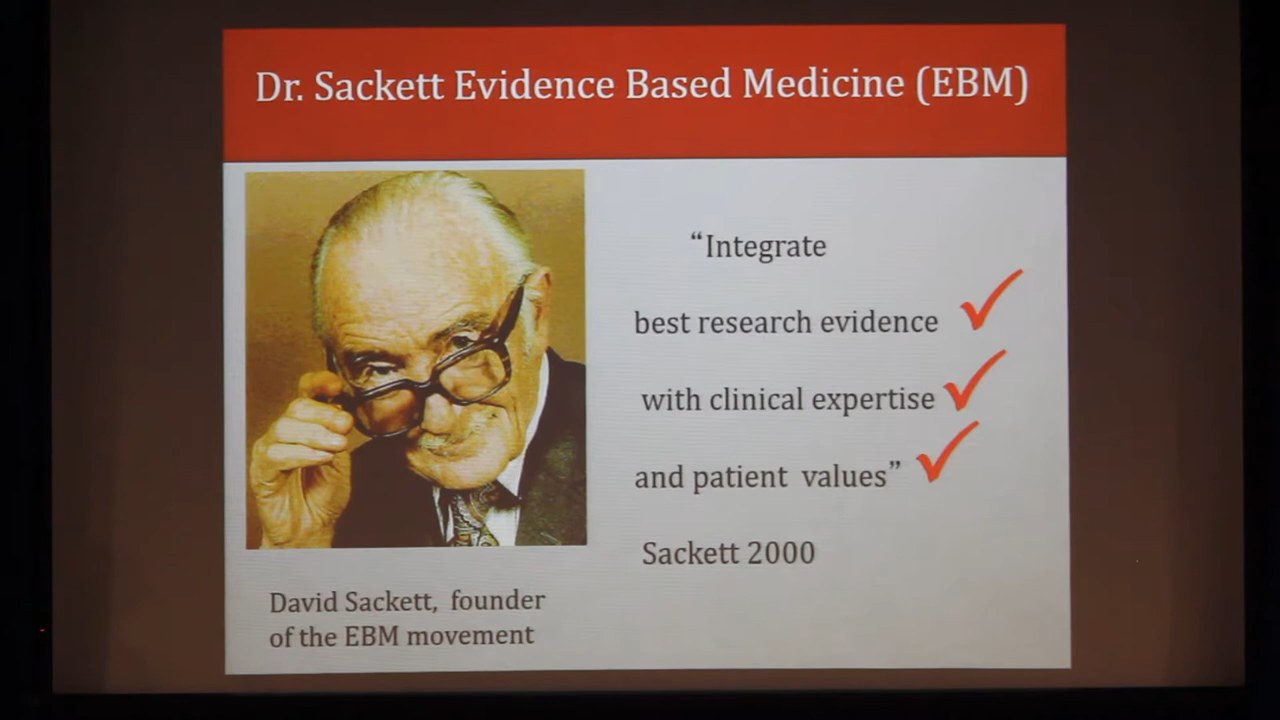 Dr. Sackett Evidence Based Medicine (EBM)
“Integrate
best research evidence
with clinical expertise
and patient values”
Sackett 2000
David Sackett, founder
of the EBM movement